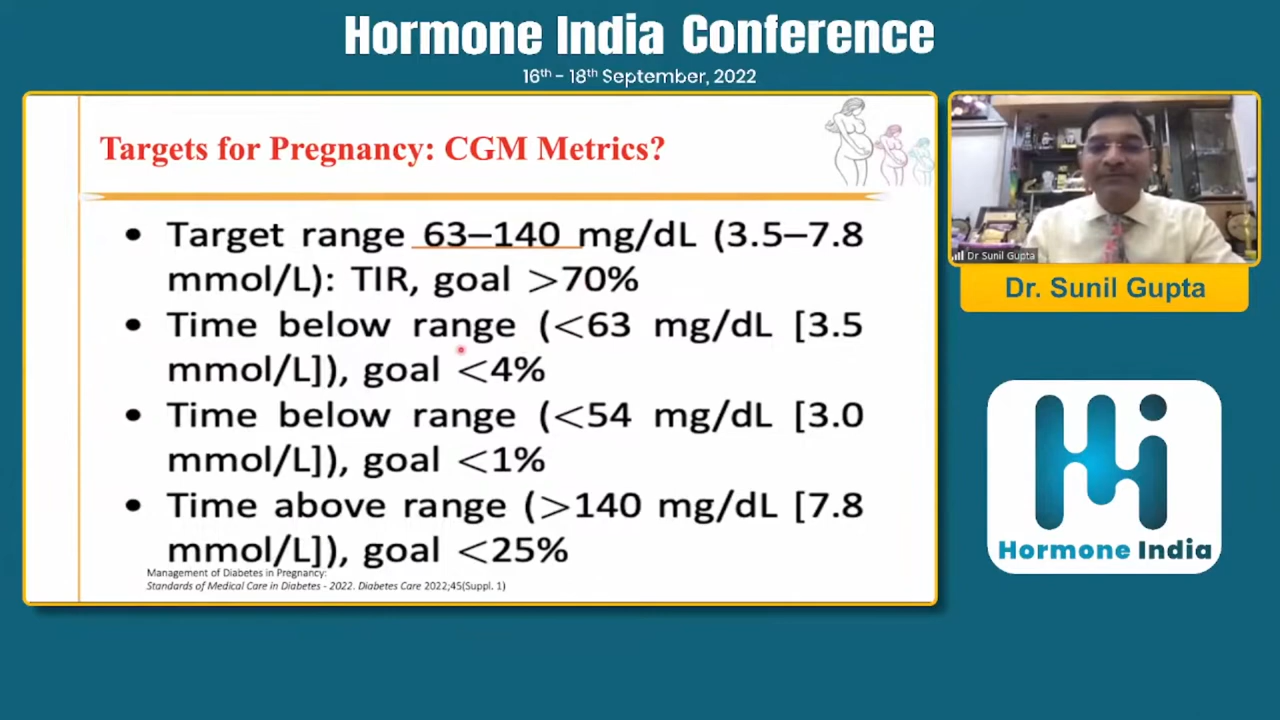 Hormone India Conference
16th - 18th September, 2022
Targets for Pregnancy: CGM Metrics?
• Target range 63–140 mg/dL (3.5–7.8
mmol/L): TIR, goal >70%
• Time below range (<63 mg/dL [3.5
mmol/L]), goal <4%
• Time below range (<54 mg/dL [3.0
mmol/L]), goal <1%
• Time above range (>140 mg/dL [7.8
mmol/L]), goal <25%
Management of Diabetes in Pregnancy:
Standards of Medical Care in Diabetes - 2022. Diabetes Care 2022;45(Suppl. 1)
Dr Sunil Gupta
Dr. Sunil Gupta
Hi
Hormone India